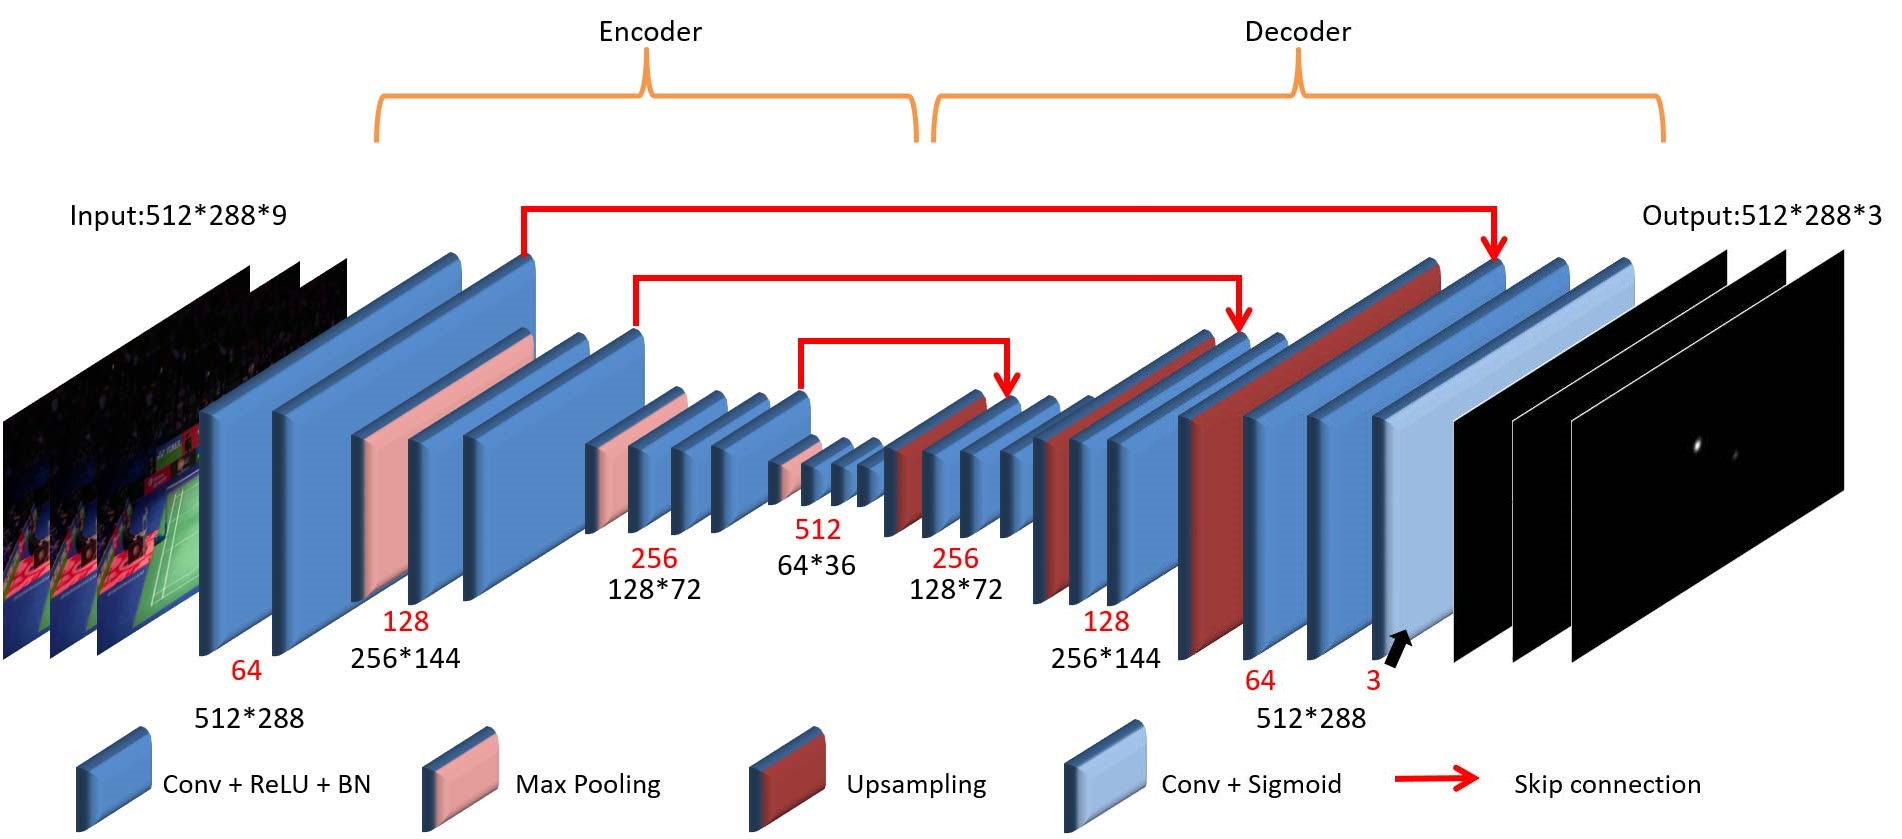 Encoder
Decoder
Input:512*288*9
Output:512*288*3
64
512*288
128
256*144
256
128*72
512
64*36
256
128*72
128
256*144
64
3
512*288
Conv + ReLU + BN
Max Pooling
Upsampling
Conv + Sigmoid
Skip connection